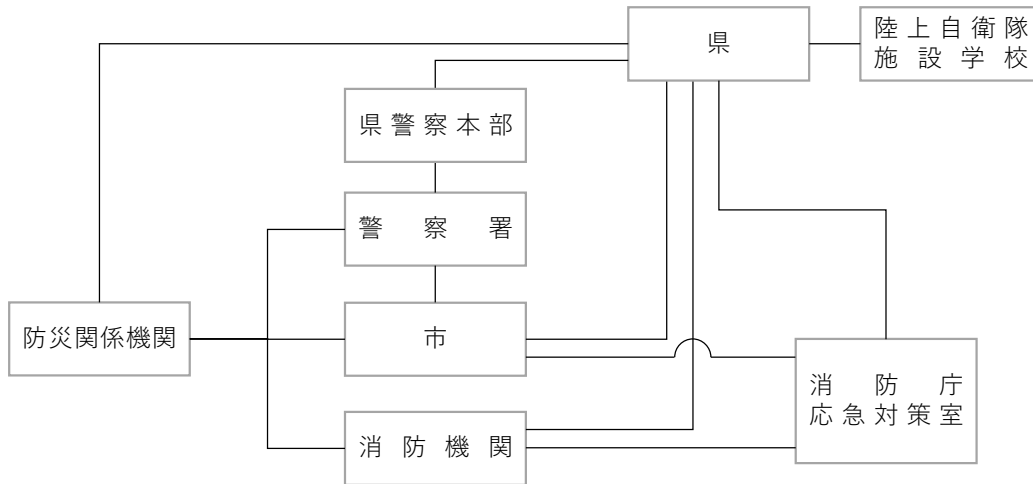 県
陸上自衛隊
施設学校
県警察本部
警察署
防災関係機関
市
消防庁
応急対策室
消防機関